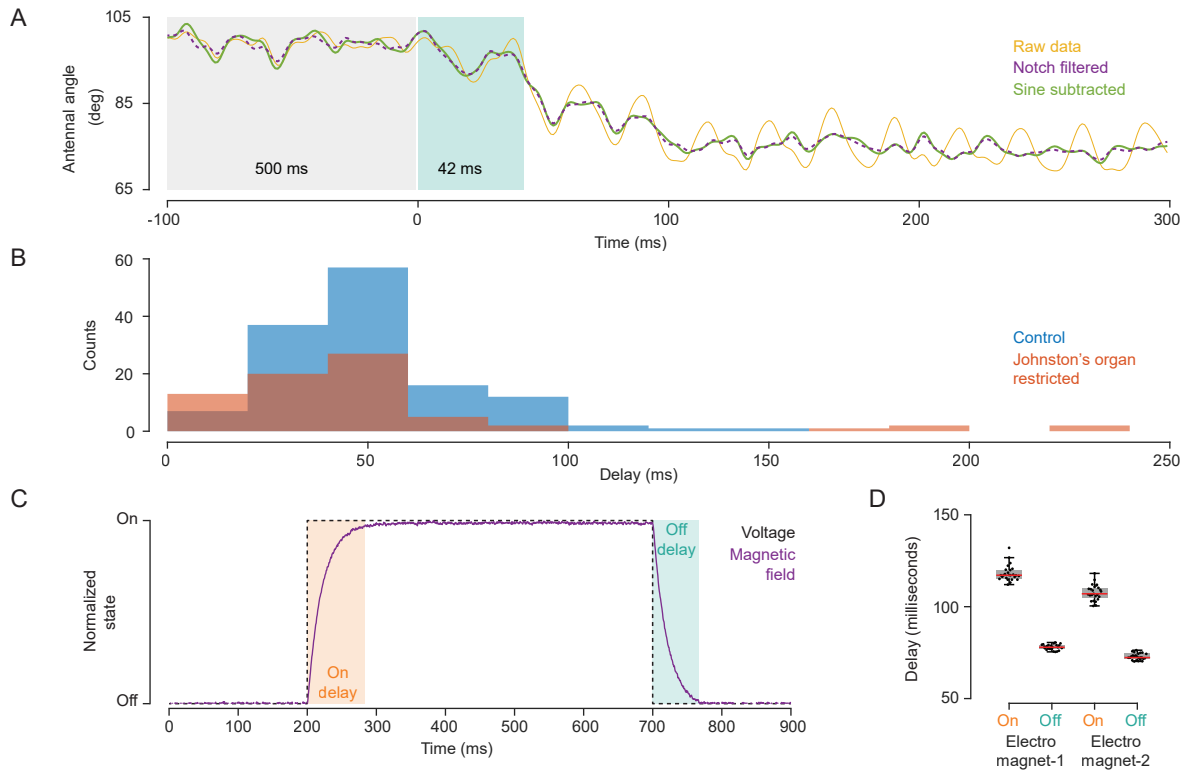 A
105
85
65
Antennal angle
(deg)
Raw data
Notch filtered
Sine subtracted
500 ms
42 ms
-100
0
100
200
300
Time (ms)
B
60
40
20
0
Counts
Control
Johnston's organ
restricted
0
50
100
150
200
250
Delay (ms)
C
On
Off
Normalized
state
Voltage
Magnetic
field
On
delay
Off
delay
0
100
200
300
400
500
600
700
800
900
Time (ms)
D
150
100
50
Delay (milliseconds)
On
Off
On
Off
Electro
magnet-1
Electro
magnet-2